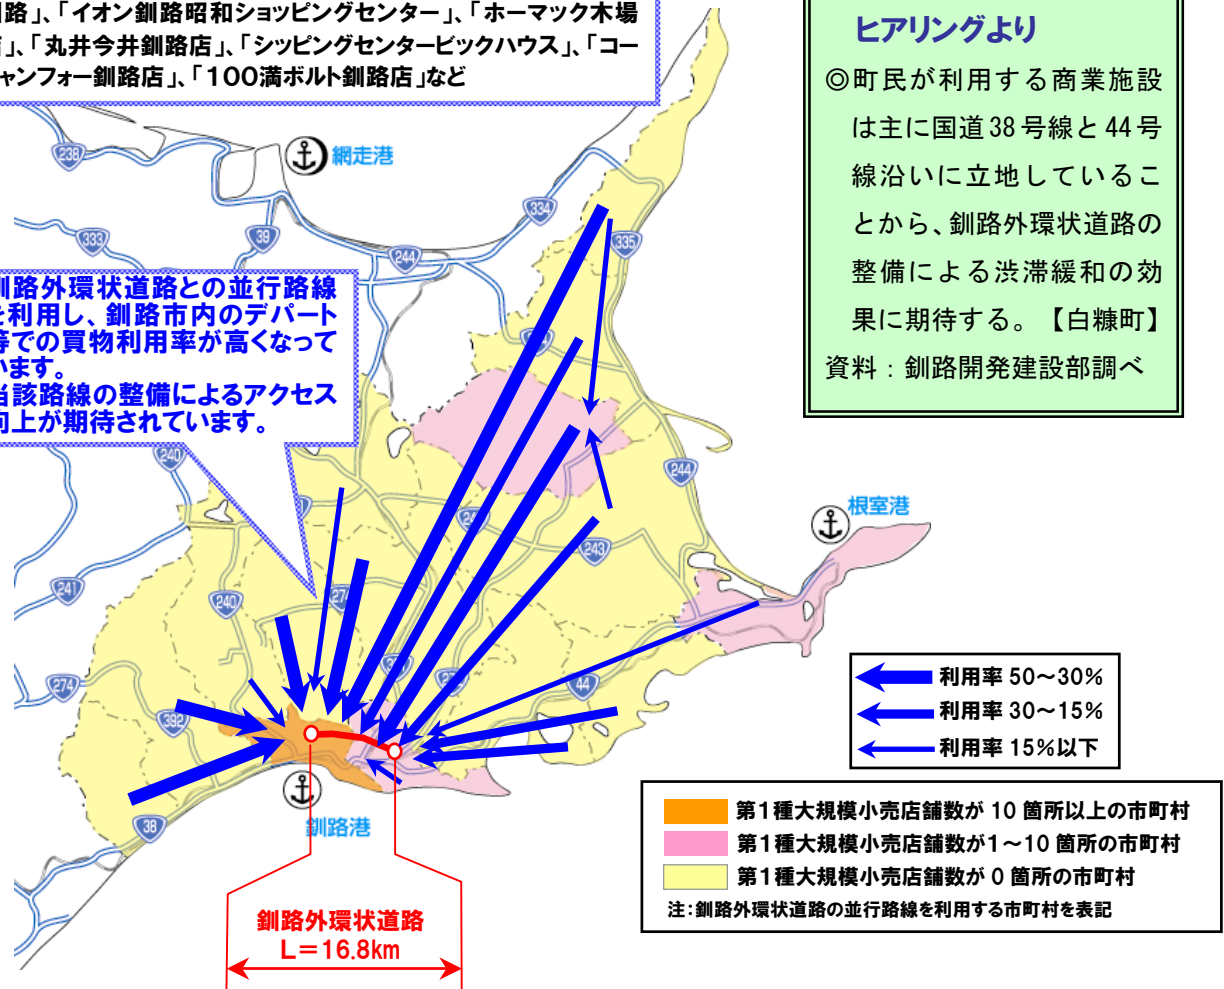 釧路」、「イオン釧路昭和ショッピングセンター」、「ホーマック木場
店」、「丸井今井釧路店」、「シッピングセンタービックハウス」、「コー
チャンフォー釧路店」、「100満ボルト釧路店」など
ヒアリングより
◎町民が利用する商業施設
は主に国道38号線と44号
線沿いに立地しているこ
とから、釧路外環状道路の
整備による渋滞緩和の効
果に期待する。【白糠町】
資料：釧路開発建設部調べ
238
網走港
333
39
244
334
335
釧路外環状道路との並行路線
を利用し、釧路市内のデパート
等での買物利用率が高くなって
います。
当該路線の整備によるアクセス
向上が期待されています。
240
244
根室港
243
241
240
274
274
392
44
38
釧路港
利用率 50～30%
利用率 30～15%
利用率 15%以下
第1種大規模小売店舗数が 10 箇所以上の市町村
第1種大規模小売店舗数が1～10 箇所の市町村
第1種大規模小売店舗数が 0 箇所の市町村
注：釧路外環状道路の並行路線を利用する市町村を表記
釧路外環状道路
L＝16.8km